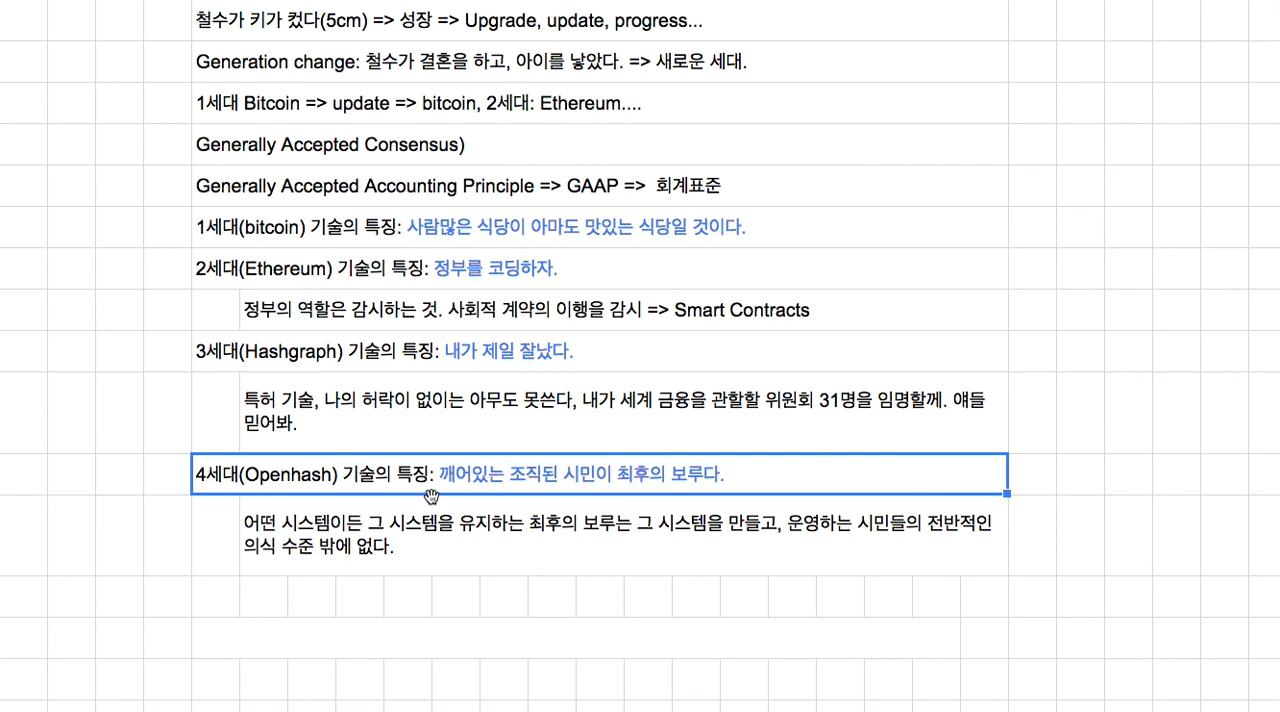 철수가 키가 컸다(5cm) => 성장 => Upgrade, update, progress...
Generation change: 철수가 결혼을 하고, 아이를 낳았다. => 새로운 세대.
1세대 Bitcoin => update => bitcoin, 2세대: Ethereum....
Generally Accepted Consensus)
Generally Accepted Accounting Principle => GAAP => 회계표준
1세대(bitcoin) 기술의 특징: 사람많은 식당이 아마도 맛있는 식당일 것이다.
2세대(Ethereum) 기술의 특징: 정부를 코딩하자.
정부의 역할은 감시하는 것. 사회적 계약의 이행을 감시 => Smart Contracts
3세대(Hashgraph) 기술의 특징: 내가 제일 잘났다.
특허 기술, 나의 허락이 없이는 아무도 못쓴다, 내가 세계 금융을 관할할 위원회 31명을 임명할께. 얘들
믿어봐.
4세대(Openhash) 기술의 특징: 깨어있는 조직된 시민이 최후의 보루다.
어떤 시스템이든 그 시스템을 유지하는 최후의 보루는 그 시스템을 만들고, 운영하는 시민들의 전반적인
의식 수준 밖에 없다.